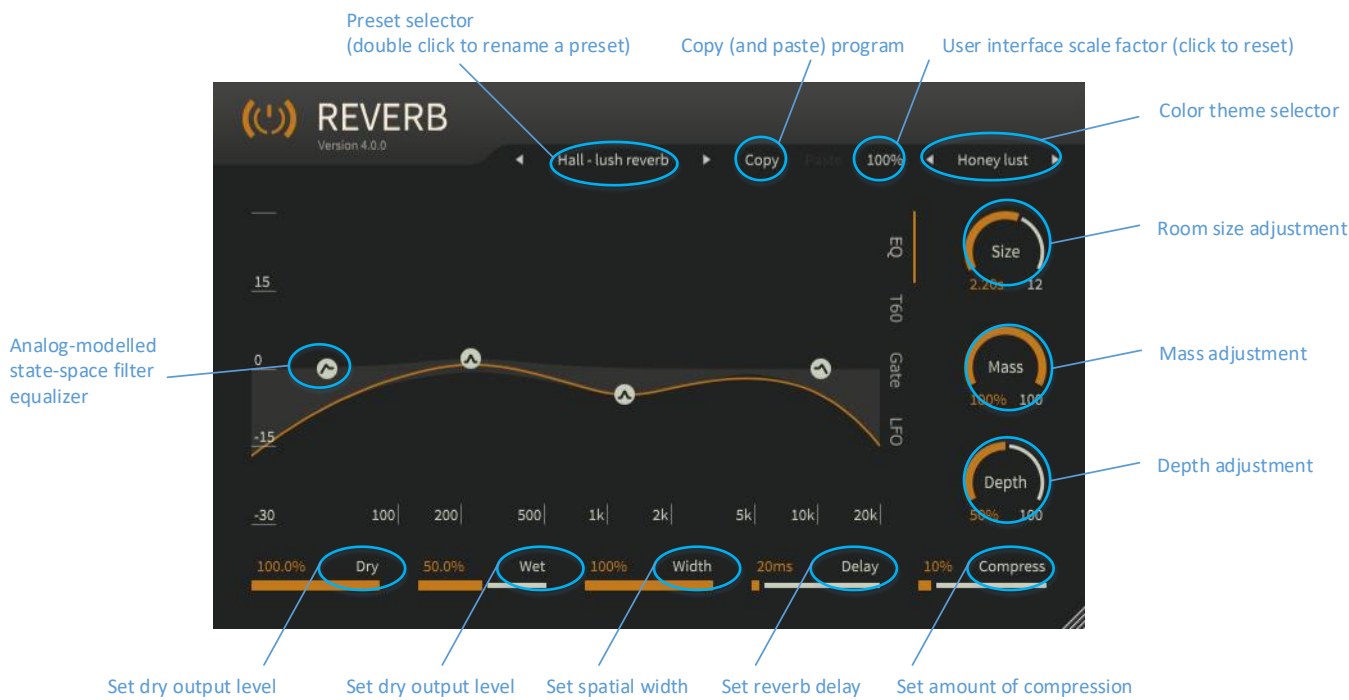 Preset selector
(double click to rename a preset)
Copy (and paste) program
User interface scale factor (click to reset)
REVERB
Version 4.0.0
Color theme selector
Hall - lush reverb
Copy
Paste
100%
Honey lust
Size
2.20s
12
Room size adjustment
EQ
T60
Gate
LFO
15
0
-15
-30
Analog-modelled
state-space filter
equalizer
Mass
100%
100
Mass adjustment
Depth
50%
100
Depth adjustment
100
200
500
1k
2k
5k
10k
20k
100.0%
Dry
50.0%
Wet
100%
Width
20ms
Delay
10%
Compress
Set dry output level
Set dry output level
Set spatial width
Set reverb delay
Set amount of compression